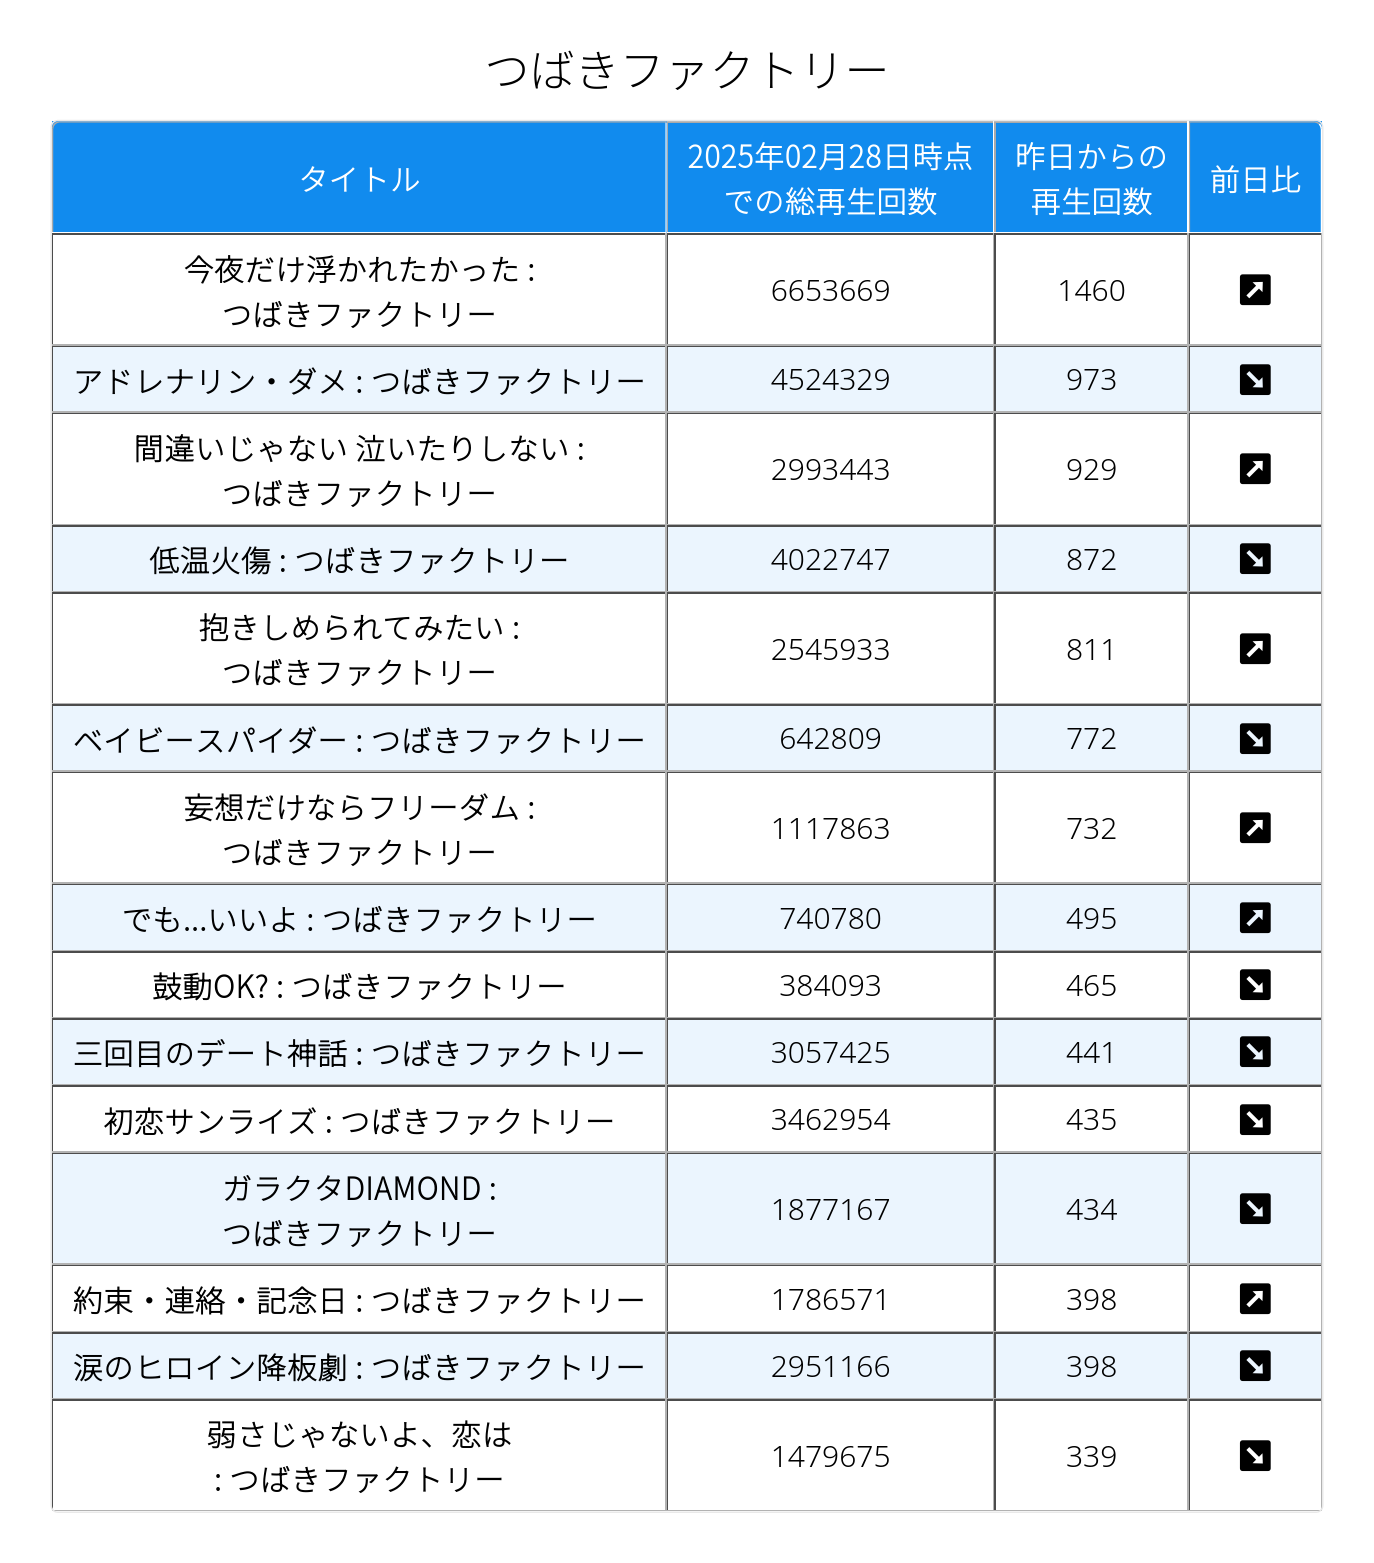 つばきファクトリー
タイトル
2025年02月28日時点
での総再生回数
昨日からの
再生回数
前日比
今夜だけ浮かれたかった :
つばきファクトリー
6653669
1460
アドレナリン・ダメ : つばきファクトリー
4524329
973
間違いじゃない 泣いたりしない :
つばきファクトリー
2993443
929
低温火傷 : つばきファクトリー
4022747
872
抱きしめられてみたい :
つばきファクトリー
2545933
811
ベイビースパイダー : つばきファクトリー
642809
772
妄想だけならフリーダム :
つばきファクトリー
1117863
732
でも...いいよ : つばきファクトリー
740780
495
鼓動OK? : つばきファクトリー
384093
465
三回目のデート神話 : つばきファクトリー
3057425
441
初恋サンライズ : つばきファクトリー
3462954
435
ガラクタDIAMOND :
つばきファクトリー
1877167
434
約束・連絡・記念日 : つばきファクトリー
1786571
398
涙のヒロイン降板劇 : つばきファクトリー
2951166
398
弱さじゃないよ、恋は
: つばきファクトリー
1479675
339